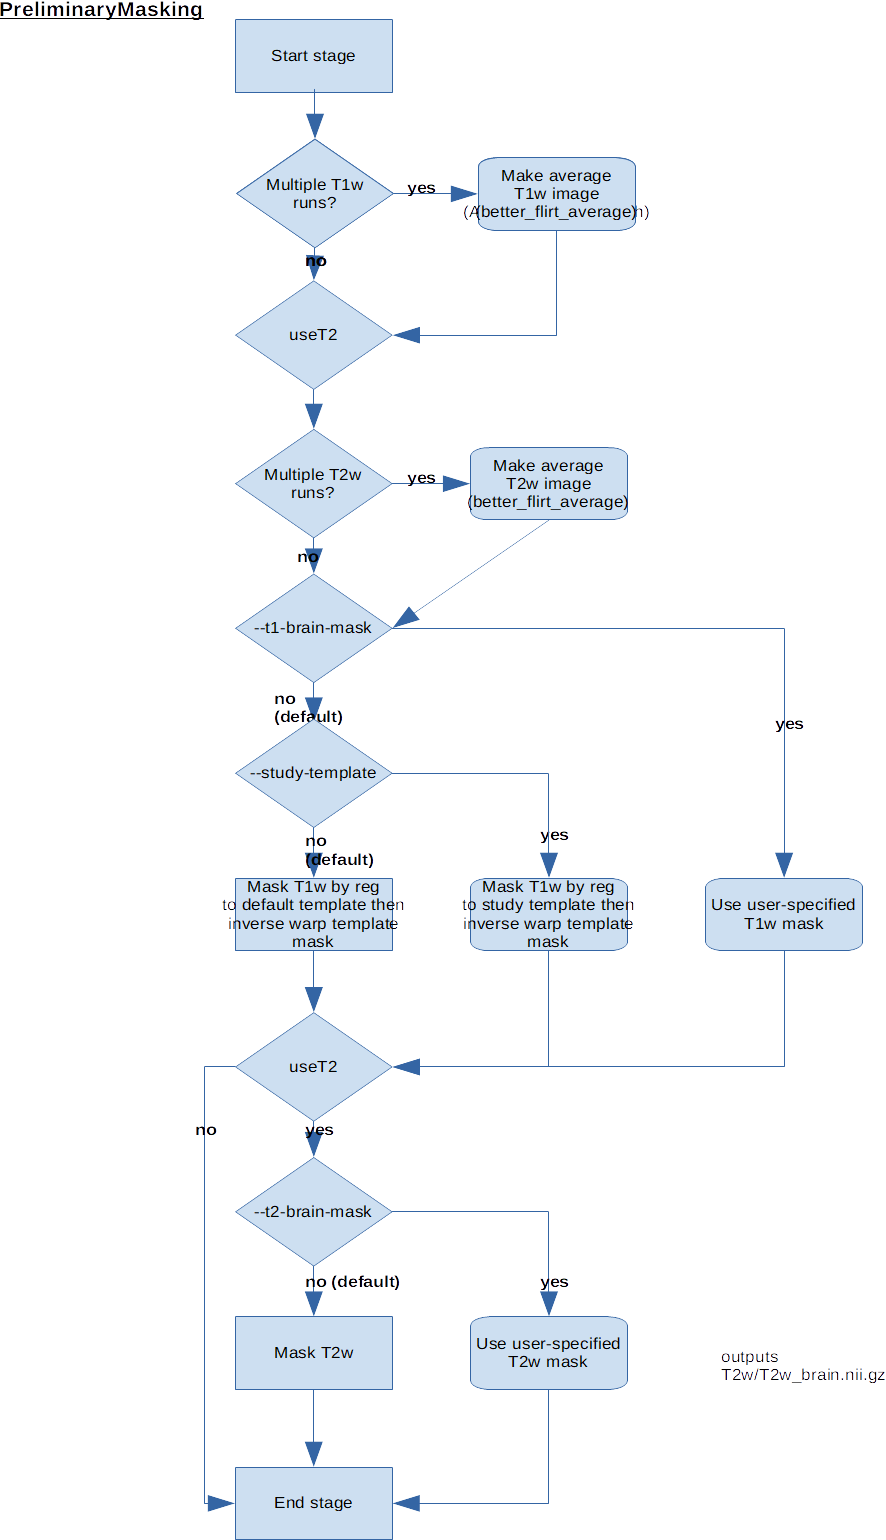 PreliminaryMasking
Start stage
Multiple T1w
runs?
yes
Make average
T1w image
(better_flirt_average)
no
useT2
Multiple T2w
runs?
yes
Make average
T2w image
(better_flirt_average)
no
--t1-brain-mask
no
(default)
yes
--study-template
no
(default)
yes
Mask T1w by reg
to default template then
inverse warp template
mask
Mask T1w by reg
to study template then
inverse warp template
mask
Use user-specified
T1w mask
useT2
no
yes
--t2-brain-mask
no (default)
yes
Mask T2w
Use user-specified
T2w mask
outputs
T2w/T2w_brain.nii.gz
End stage